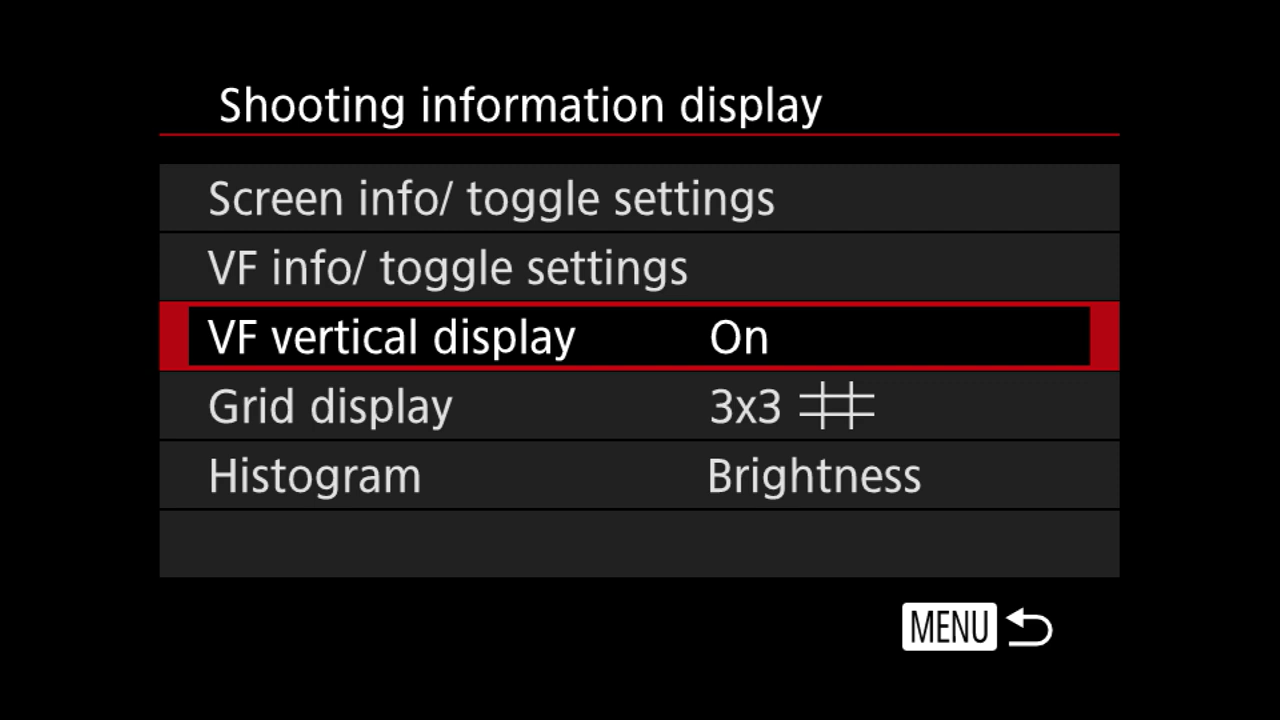 Shooting information display
Screen info/ toggle settings
VF info/ toggle settings
VF vertical display On
Grid display 3x3
Histogram Brightness
MENU